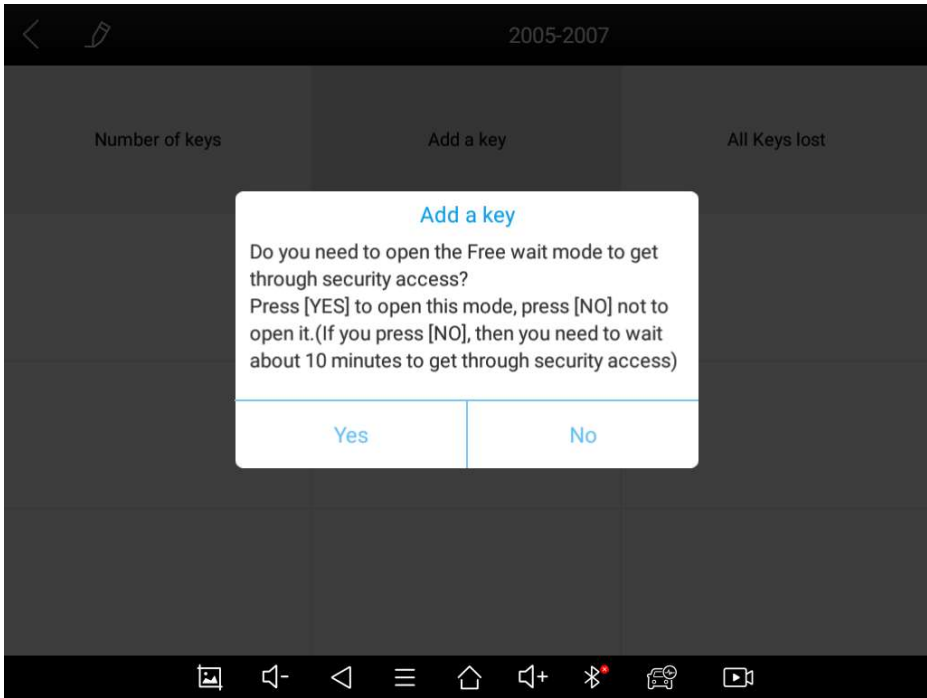 2005-2007
Number of keys
Add a key
All Keys lost
Add a key
Do you need to open the Free wait mode to get
through security access?
Press [YES] to open this mode, press [NO] not to
open it.(If you press [NO], then you need to wait
about 10 minutes to get through security access)
Yes
No